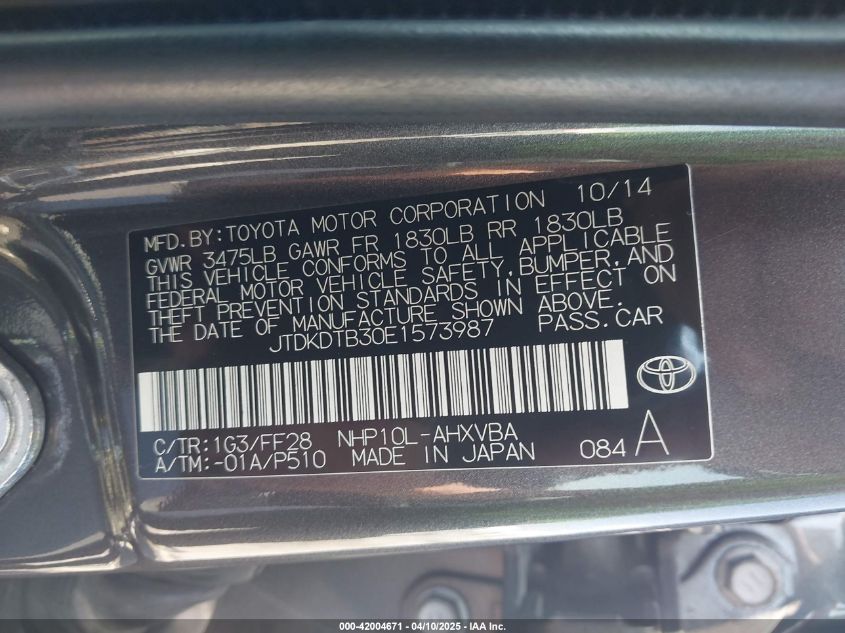 MFD. BY: TOYOTA MOTOR CORPORATION 10/14
GVWR 3475LB GAWR FR 1830LB RR 1830LB
THIS VEHICLE CONFORMS TO ALL APPLICABLE
FEDERAL MOTOR VEHICLE SAFETY, BUMPER, AND
THEFT PREVENTION STANDARDS IN EFFECT ON
THE DATE OF MANUFACTURE SHOWN ABOVE.
JTDKDTB30E1573987 PASS. CAR
C/TR: 1G3/FF28 NHP10L-AHXVBA
A/TM: -01A/P510 MADE IN JAPAN 084 A
000-42004671 - 04/10/2025 - IAA Inc.